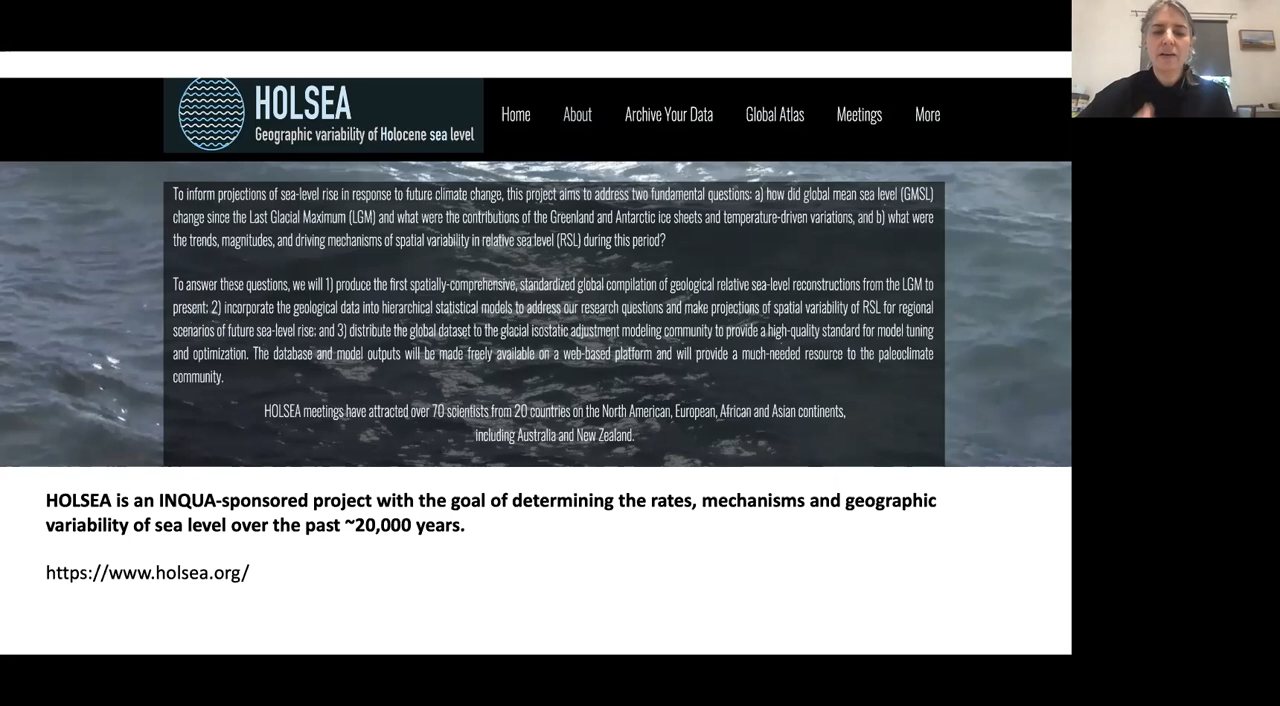 HOLSEA
Geographic variability of Holocene sea level
Home About Archive Your Data Global Atlas Meetings More
To inform projections of sea-level rise in response to future climate change, this project aims to address two fundamental questions: a) how did global mean sea level (GMSL)
change since the Last Glacial Maximum (LGM) and what were the contributions of the Greenland and Antarctic ice sheets and temperature-driven variations, and b) what were
the trends, magnitudes, and driving mechanisms of spatial variability in relative sea level (RSL) during this period?
To answer these questions, we will 1) produce the first spatially-comprehensive, standardized global compilation of geological relative sea-level reconstructions from the LGM to
present; 2) incorporate the geological data into hierarchical statistical models to address our research questions and make projections of spatial variability of RSL for regional
scenarios of future sea-level rise; and 3) distribute the global dataset to the glacial isostatic adjustment modeling community to provide a high-quality standard for model tuning
and optimization. The database and model outputs will be made freely available on a web-based platform and will provide a much-needed resource to the paleoclimate
community.
HOLSEA meetings have attracted over 70 scientists from 20 countries on the North American, European, African and Asian continents,
including Australia and New Zealand.
HOLSEA is an INQUA-sponsored project with the goal of determining the rates, mechanisms and geographic
variability of sea level over the past ~20,000 years.
https://www.holsea.org/